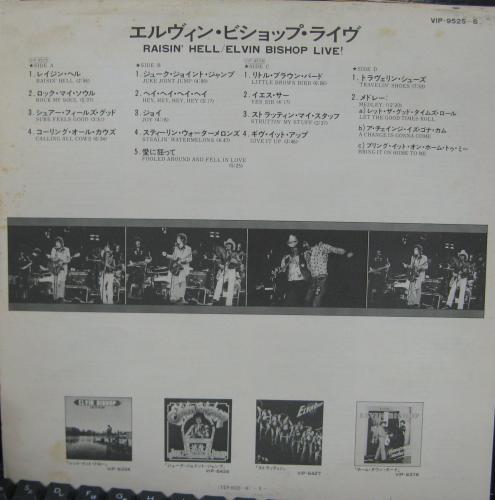 エルヴィン・ビショップ・ライヴ
VIP-9525~6
RAISIN' HELL/ELVIN BISHOP LIVE!
★SIDE A
1. レイジン・ヘル
RAISIN' HELL
2. ロック・マイ・ソウル
ROCK MY SOUL
3. シュアー・フィールズ・グッド
SURE FEELS GOOD
4. コーリング・オール・カウズ
CALLING ALL COWS
★SIDE B
1. ジューク・ジョイント・ジャンプ
JUKE JOINT JUMP
2. ヘイ・ヘイ・ヘイ・ヘイ
HEY, HEY, HEY, HEY
3. ジョイ
JOY
4. スティーリン・ウォーターメロンズ
STEALIN' WATERMELONS
5. 愛に狂って
FOOLED AROUND AND FELL IN LOVE
(5/25)
★SIDE C
1. リトル・ブラウン・バード
LITTLE BROWN BIRD
2. イエス・サー
YES SIR
3. ストラッティン・マイ・スタッフ
STRUTTIN' MY STUFF
4. ギヴ・イット・アップ
GIVE IT UP
★SIDE D
1. トラヴェリン・シューズ
TRAVELIN' SHOES
2. メドレー:
MEDLEY:
a) レット・ザ・グッド・タイムズ・ロール
LET THE GOOD TIMES ROLL
b) ア・チェインジ・イズ・ゴナ・カム
A CHANGE IS GONNA COME
c) ブリング・イット・オン・ホーム・トゥ・ミー
BRING IT ON HOME TO ME
ELVIN BISHOP
ELVIN BISHOP